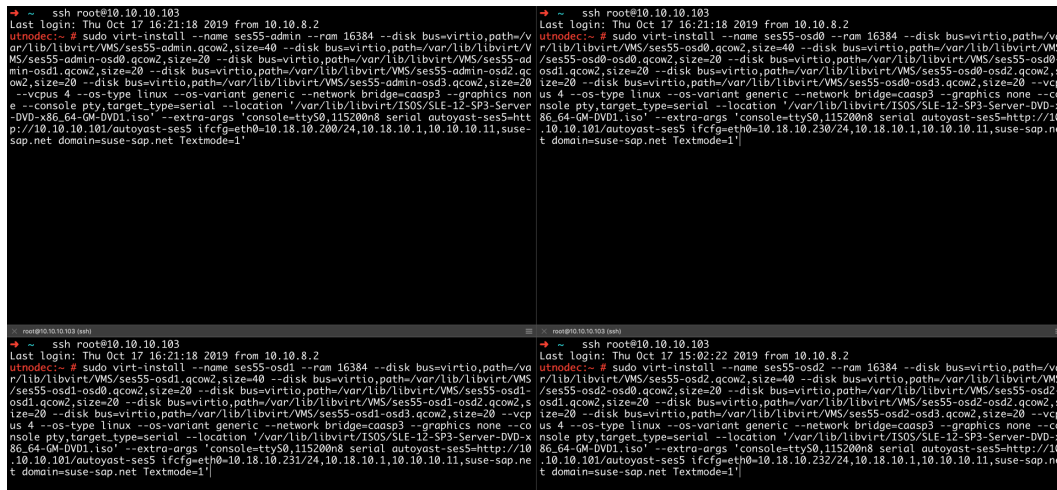 → ~ ssh root@10.10.10.103
Last login: Thu Oct 17 16:21:18 2019 from 10.10.8.2
utnodec:~ # sudo virt-install --name ses55-admin --ram 16384 --disk bus=virtio,path=/v
ar/lib/libvirt/VMS/ses55-admin.qcow2,size=40 --disk bus=virtio,path=/var/lib/libvirt/V
MS/ses55-admin-osd0.qcow2,size=20 --disk bus=virtio,path=/var/lib/libvirt/VMS/ses55-ad
min-osd1.qcow2,size=20 --disk bus=virtio,path=/var/lib/libvirt/VMS/ses55-admin-osd2.qc
ow2,size=20 --disk bus=virtio,path=/var/lib/libvirt/VMS/ses55-admin-osd3.qcow2,size=20
--vcpus 4 --os-type linux --os-variant generic --network bridge=caasp3 --graphics non
e --console pty,target_type=serial --location '/var/lib/libvirt/ISOS/SLE-12-SP3-Server
-DVD-x86_64-GM-DVD1.iso' --extra-args 'console=ttyS0,115200n8 serial autoyast-ses5=htt
p://10.10.10.101/autoyast-ses5 ifcfg=eth0=10.18.10.200/24,10.18.10.1,10.10.10.11,suse-
sap.net domain=suse-sap.net Textmode=1'
→ ~ ssh root@10.10.10.103
Last login: Thu Oct 17 16:21:18 2019 from 10.10.8.2
utnodec:~ # sudo virt-install --name ses55-osd0 --ram 16384 --disk bus=virtio,path=/va
r/lib/libvirt/VMS/ses55-osd0.qcow2,size=40 --disk bus=virtio,path=/var/lib/libvirt/VMS
/ses55-osd0-osd0.qcow2,size=20 --disk bus=virtio,path=/var/lib/libvirt/VMS/ses55-osd0-
osd1.qcow2,size=20 --disk bus=virtio,path=/var/lib/libvirt/VMS/ses55-osd0-osd2.qcow2,s
ize=20 --disk bus=virtio,path=/var/lib/libvirt/VMS/ses55-osd0-osd3.qcow2,size=20 --vcp
us 4 --os-type linux --os-variant generic --network bridge=caasp3 --graphics none --co
nsole pty,target_type=serial --location '/var/lib/libvirt/ISOS/SLE-12-SP3-Server-DVD-x
86_64-GM-DVD1.iso' --extra-args 'console=ttyS0,115200n8 serial autoyast-ses5=http://10
.10.10.101/autoyast-ses5 ifcfg=eth0=10.18.10.230/24,10.18.10.1,10.10.10.11,suse-sap.ne
t domain=suse-sap.net Textmode=1'
root@10.10.10.103 (ssh)
→ ~ ssh root@10.10.10.103
Last login: Thu Oct 17 16:21:18 2019 from 10.10.8.2
utnodec:~ # sudo virt-install --name ses55-osd1 --ram 16384 --disk bus=virtio,path=/va
r/lib/libvirt/VMS/ses55-osd1.qcow2,size=40 --disk bus=virtio,path=/var/lib/libvirt/VMS
/ses55-osd1-osd0.qcow2,size=20 --disk bus=virtio,path=/var/lib/libvirt/VMS/ses55-osd1-
osd1.qcow2,size=20 --disk bus=virtio,path=/var/lib/libvirt/VMS/ses55-osd1-osd2.qcow2,s
ize=20 --disk bus=virtio,path=/var/lib/libvirt/VMS/ses55-osd1-osd3.qcow2,size=20 --vcp
us 4 --os-type linux --os-variant generic --network bridge=caasp3 --graphics none --co
nsole pty,target_type=serial --location '/var/lib/libvirt/ISOS/SLE-12-SP3-Server-DVD-x
86_64-GM-DVD1.iso' --extra-args 'console=ttyS0,115200n8 serial autoyast-ses5=http://10
.10.10.101/autoyast-ses5 ifcfg=eth0=10.18.10.231/24,10.18.10.1,10.10.10.11,suse-sap.ne
t domain=suse-sap.net Textmode=1'
root@10.10.10.103 (ssh)
→ ~ ssh root@10.10.10.103
Last login: Thu Oct 17 15:02:22 2019 from 10.10.8.2
utnodec:~ # sudo virt-install --name ses55-osd2 --ram 16384 --disk bus=virtio,path=/va
r/lib/libvirt/VMS/ses55-osd2.qcow2,size=40 --disk bus=virtio,path=/var/lib/libvirt/VMS
/ses55-osd2-osd0.qcow2,size=20 --disk bus=virtio,path=/var/lib/libvirt/VMS/ses55-osd2-
osd1.qcow2,size=20 --disk bus=virtio,path=/var/lib/libvirt/VMS/ses55-osd2-osd2.qcow2,s
ize=20 --disk bus=virtio,path=/var/lib/libvirt/VMS/ses55-osd2-osd3.qcow2,size=20 --vcp
us 4 --os-type linux --os-variant generic --network bridge=caasp3 --graphics none --co
nsole pty,target_type=serial --location '/var/lib/libvirt/ISOS/SLE-12-SP3-Server-DVD-x
86_64-GM-DVD1.iso' --extra-args 'console=ttyS0,115200n8 serial autoyast-ses5=http://10
.10.10.101/autoyast-ses5 ifcfg=eth0=10.18.10.232/24,10.18.10.1,10.10.10.11,suse-sap.ne
t domain=suse-sap.net Textmode=1'